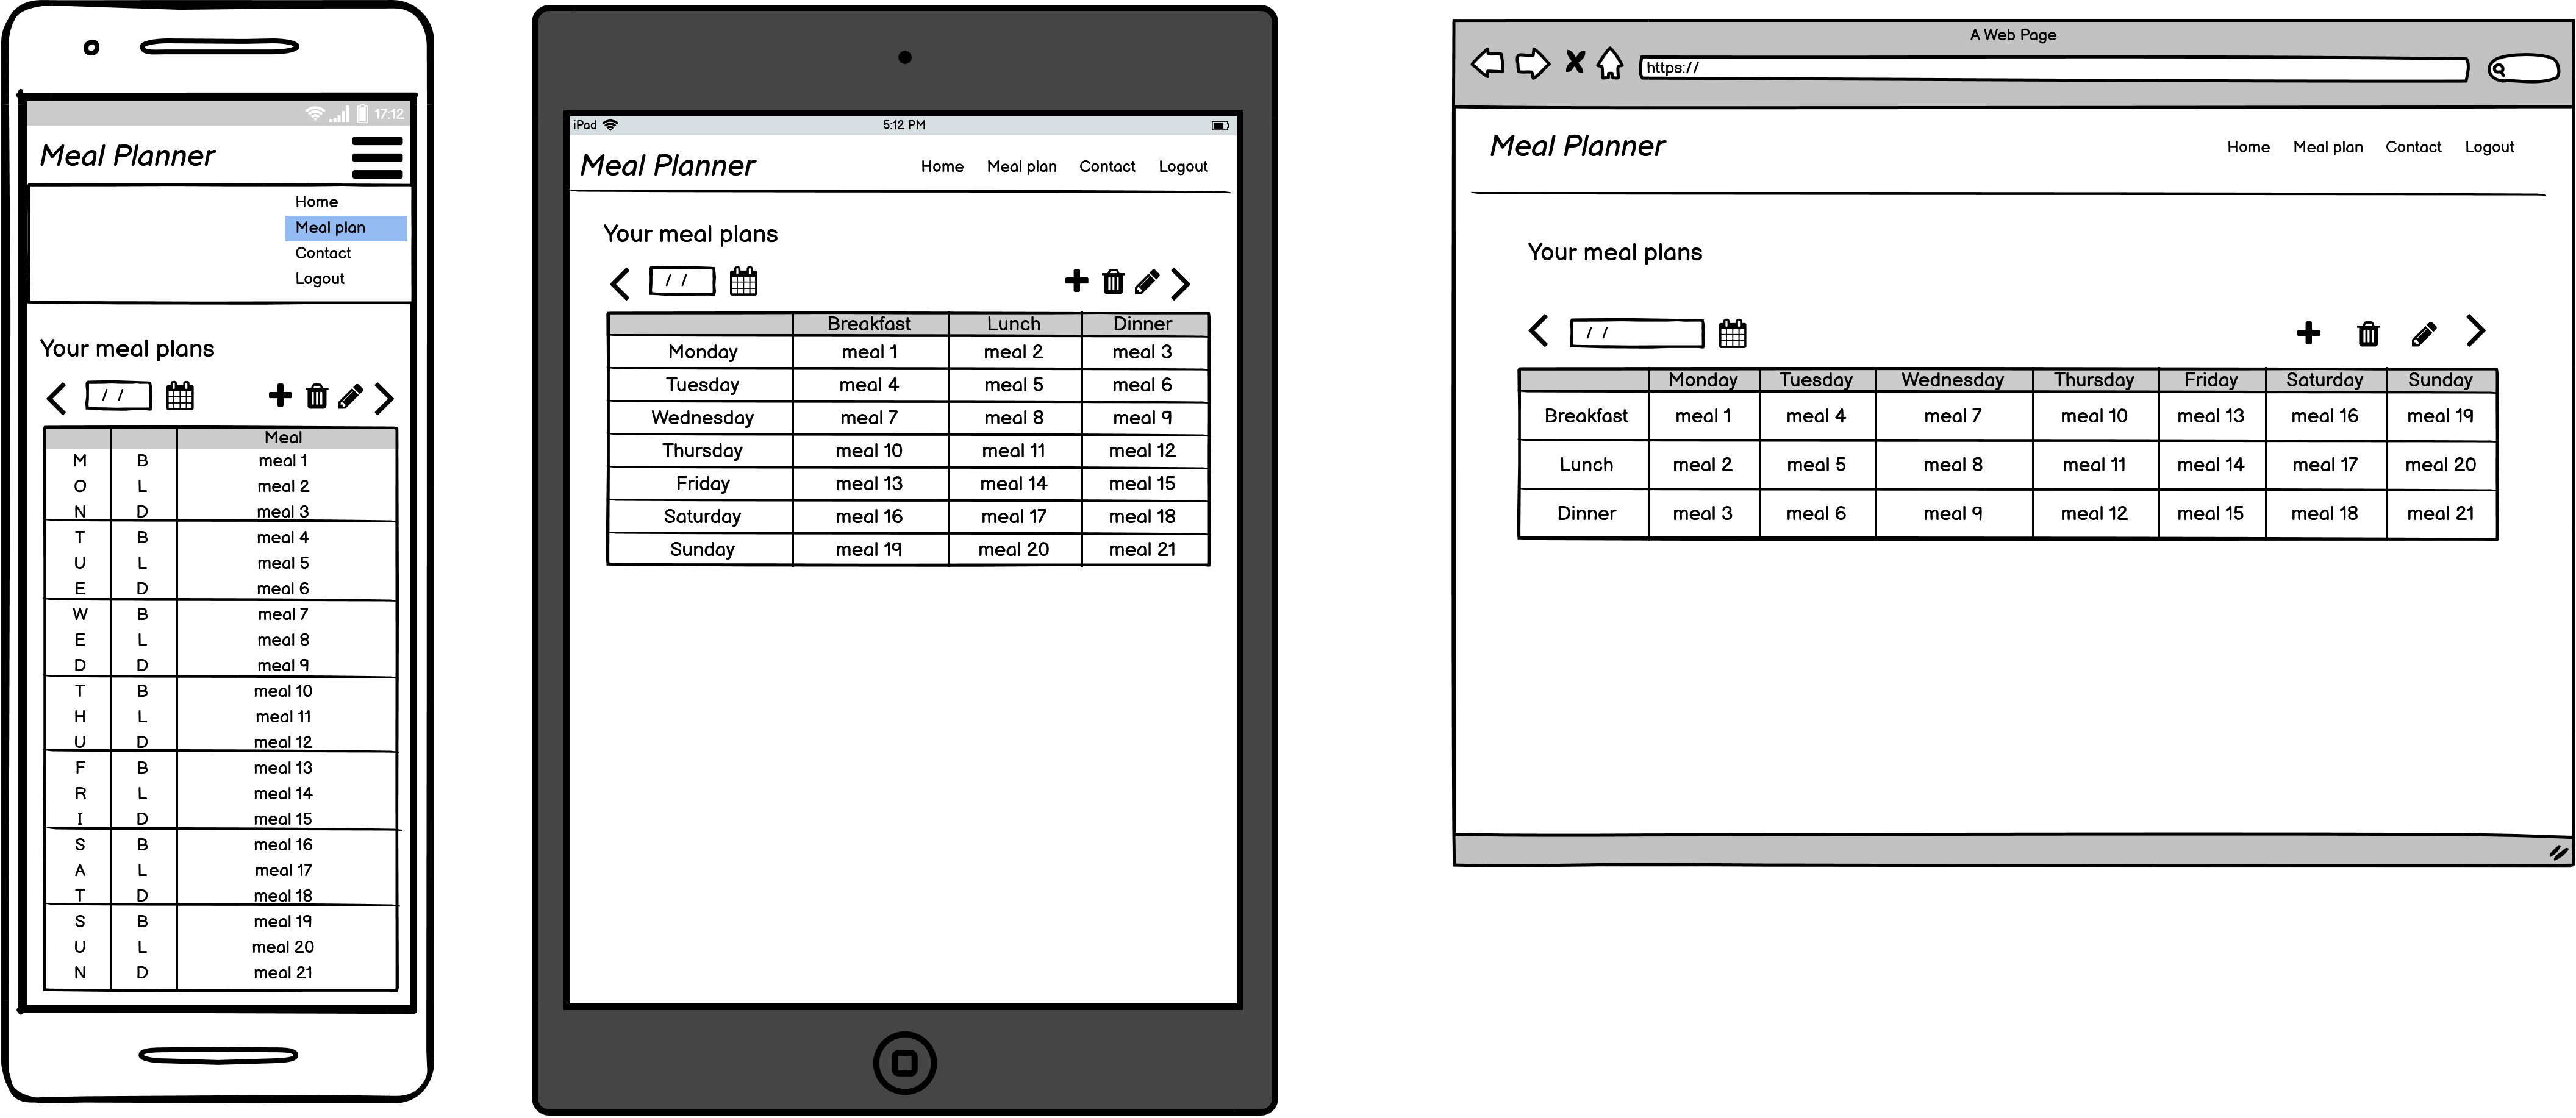 17:12
Meal Planner
Home
Meal plan
Contact
Logout
Your meal plans
/ /
Meal
M B meal 1
O L meal 2
N D meal 3
T B meal 4
U L meal 5
E D meal 6
W B meal 7
E L meal 8
D D meal 9
T B meal 10
H L meal 11
U D meal 12
F B meal 13
R L meal 14
I D meal 15
S B meal 16
A L meal 17
T D meal 18
S B meal 19
U L meal 20
N D meal 21
iPad 5:12 PM
Meal Planner Home Meal plan Contact Logout
Your meal plans
/ /
Breakfast Lunch Dinner
Monday meal 1 meal 2 meal 3
Tuesday meal 4 meal 5 meal 6
Wednesday meal 7 meal 8 meal 9
Thursday meal 10 meal 11 meal 12
Friday meal 13 meal 14 meal 15
Saturday meal 16 meal 17 meal 18
Sunday meal 19 meal 20 meal 21
A Web Page
https://
Meal Planner Home Meal plan Contact Logout
Your meal plans
/ /
Monday Tuesday Wednesday Thursday Friday Saturday Sunday
Breakfast meal 1 meal 4 meal 7 meal 10 meal 13 meal 16 meal 19
Lunch meal 2 meal 5 meal 8 meal 11 meal 14 meal 17 meal 20
Dinner meal 3 meal 6 meal 9 meal 12 meal 15 meal 18 meal 21